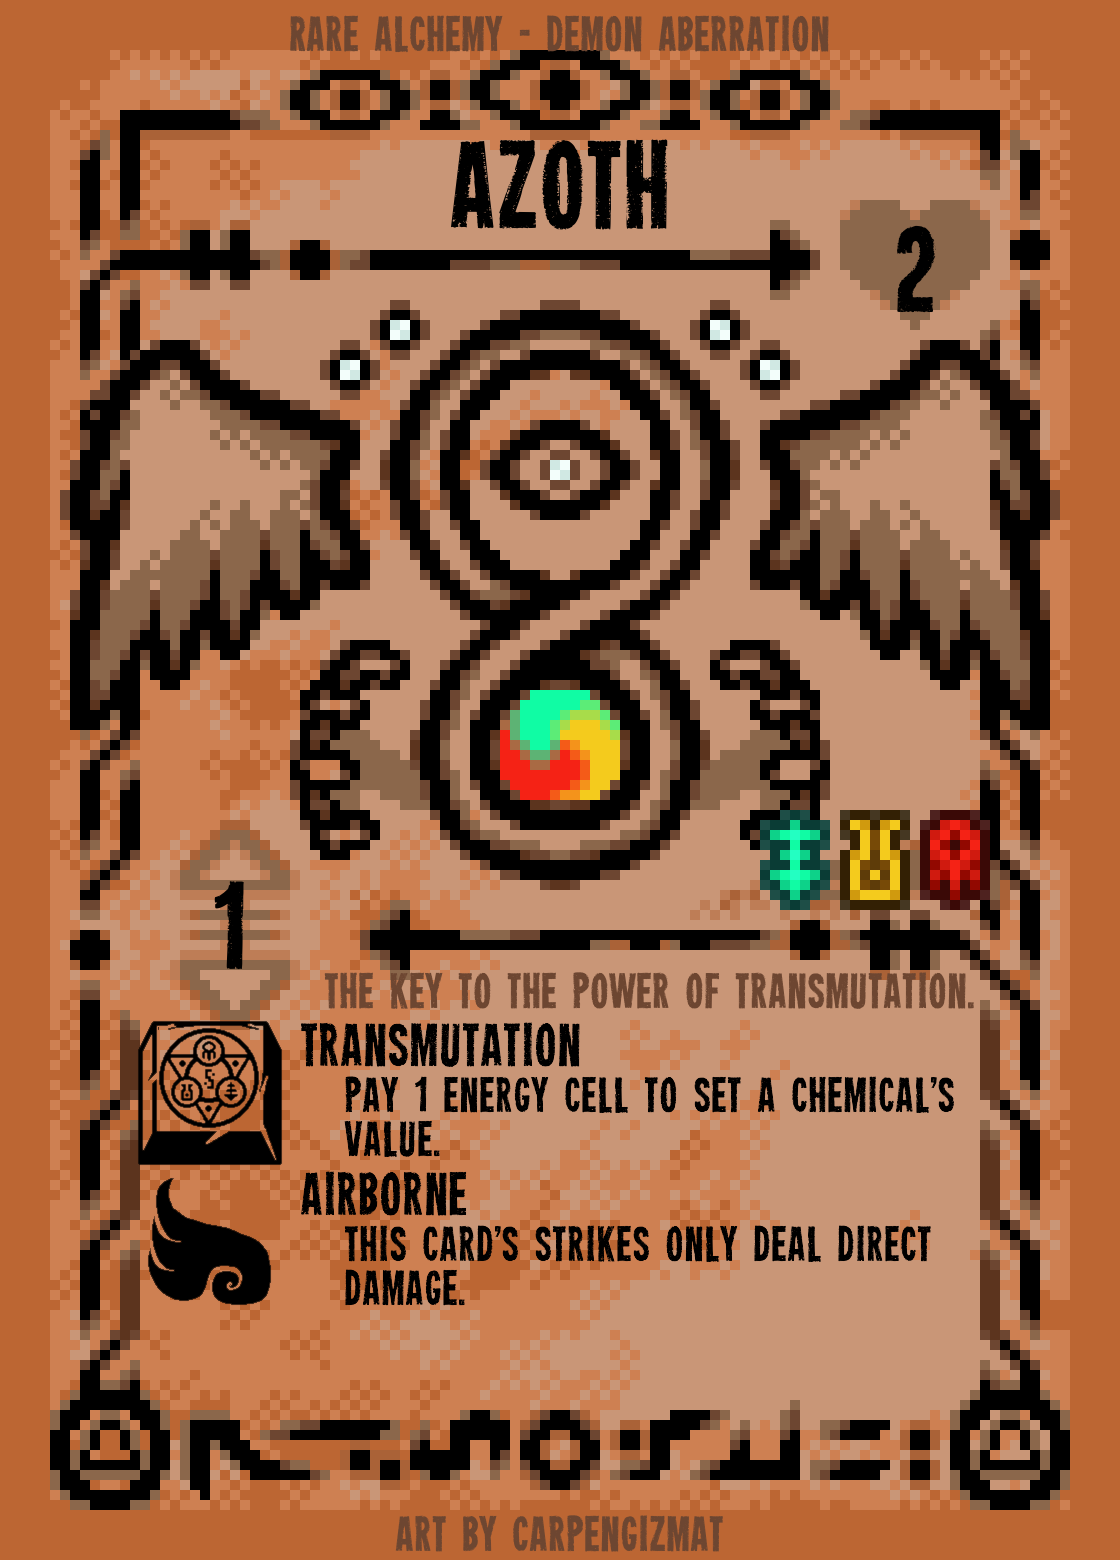 RARE ALCHEMY - DEMON ABERRATION
AZOTH
2
1
THE KEY TO THE POWER OF TRANSMUTATION.
TRANSMUTATION
PAY 1 ENERGY CELL TO SET A CHEMICAL'S
VALUE.
AIRBORNE
THIS CARD'S STRIKES ONLY DEAL DIRECT
DAMAGE.
ART BY CARPENGIZMAT